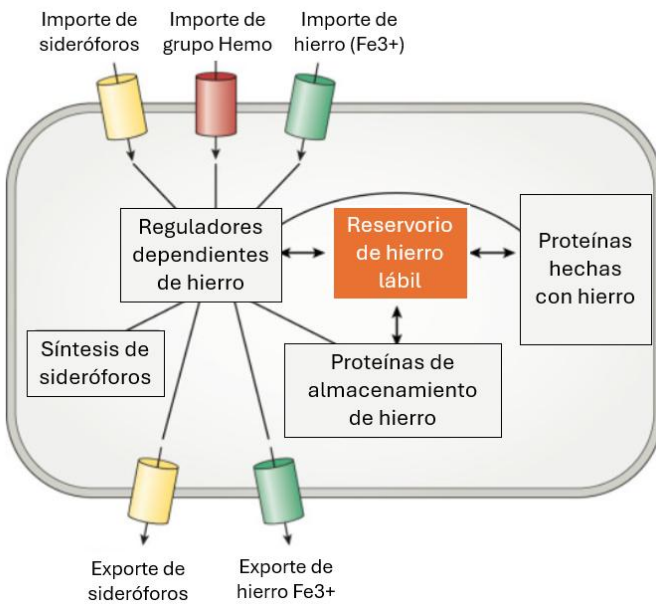 Importe de
sideróforos
Importe de
grupo Hemo
Importe de
hierro (Fe3+)
Reguladores
dependientes
de hierro
Reservorio
de hierro
lábil
Proteínas
hechas
con hierro
Síntesis de
sideróforos
Proteínas de
almacenamiento
de hierro
Exporte de
sideróforos
Exporte de
hierro Fe3+